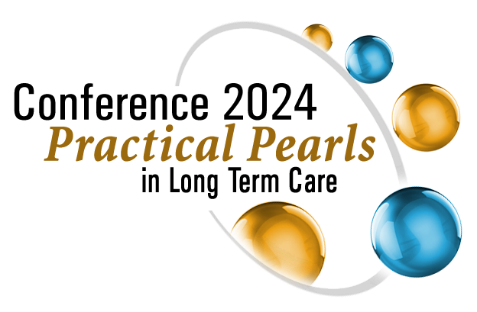 Conference 2024
Practical Pearls
in Long Term Care